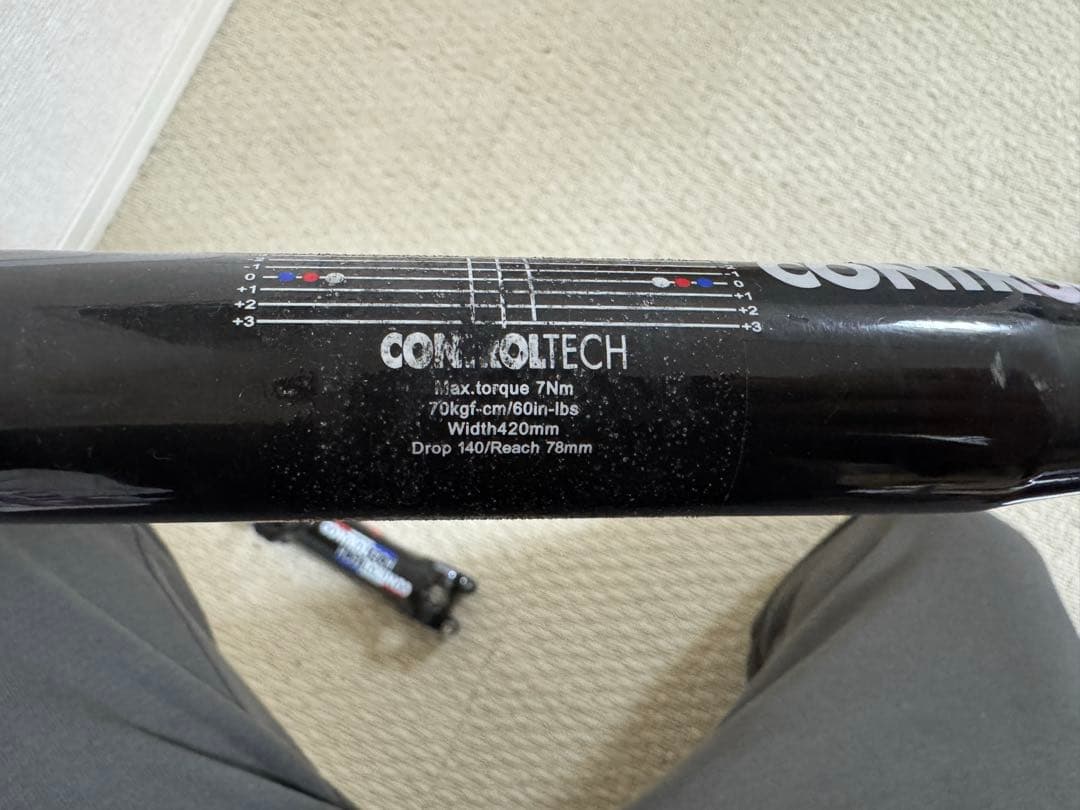 -1
-1
0
0
+1
+1
+2
+2
+3
+3
CONTROLTECH
Max.torque 7Nm
70kgf-cm/60in-lbs
Width420mm
Drop 140/Reach 78mm